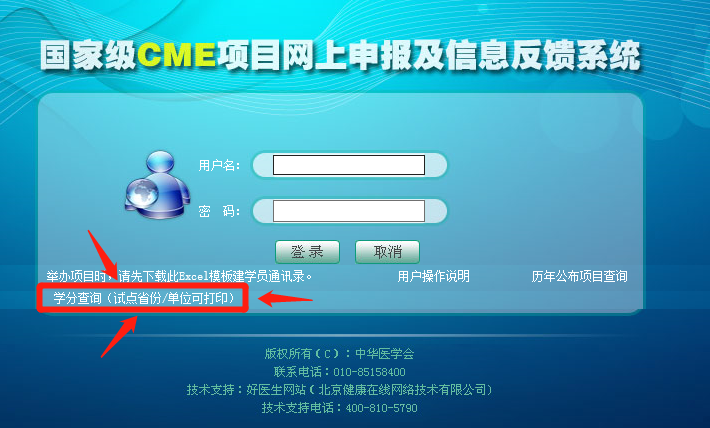 国家级CME项目网上申报及信息反馈系统
用户名:
密 码:
登 录 取消
举办项目时,请先下载此Excel模板建学员通讯录。 用户操作说明 历年公布项目查询
学分查询(试点省份/单位可打印)
版权所有(C):中华医学会
联系电话:010-85158400
技术支持:好医生网站(北京健康在线网络技术有限公司)
技术支持电话:400-810-5790